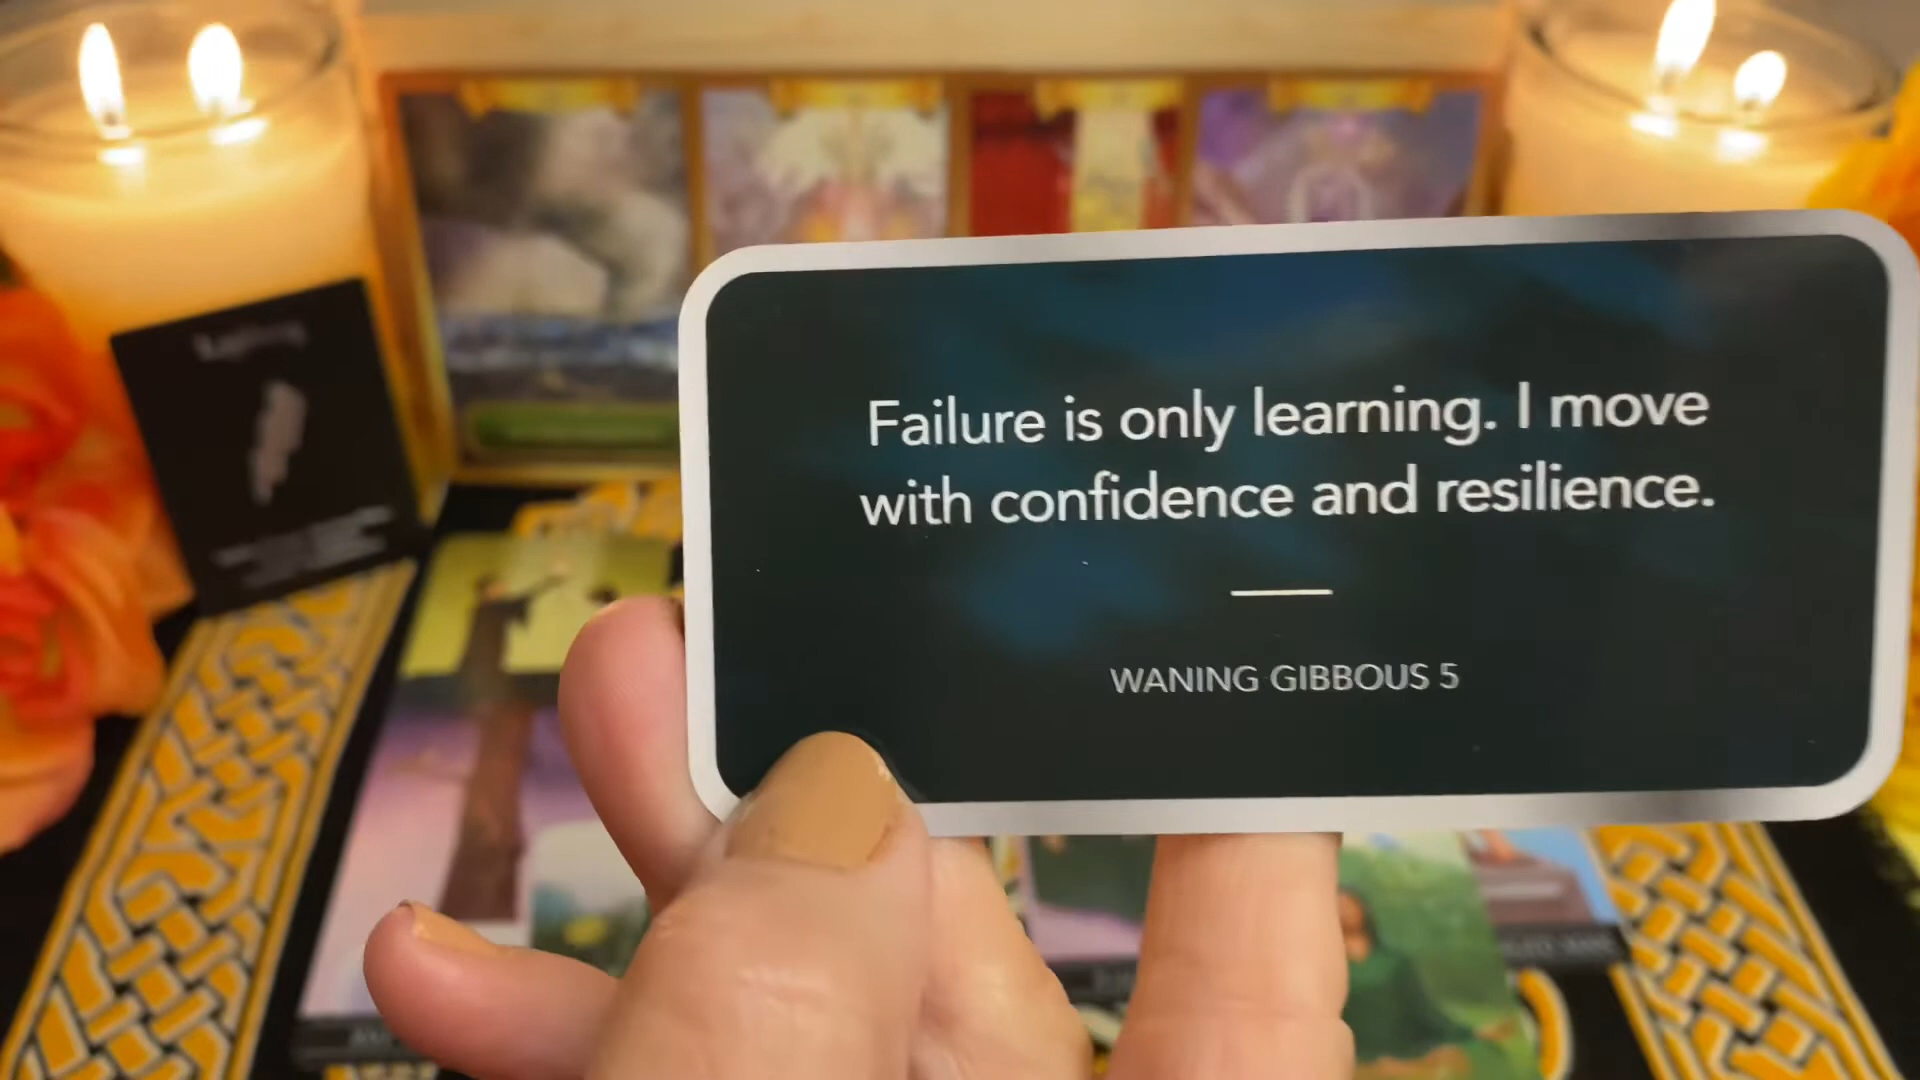 Failure is only learning. I move
with confidence and resilience.
WANING GIBBOUS 5